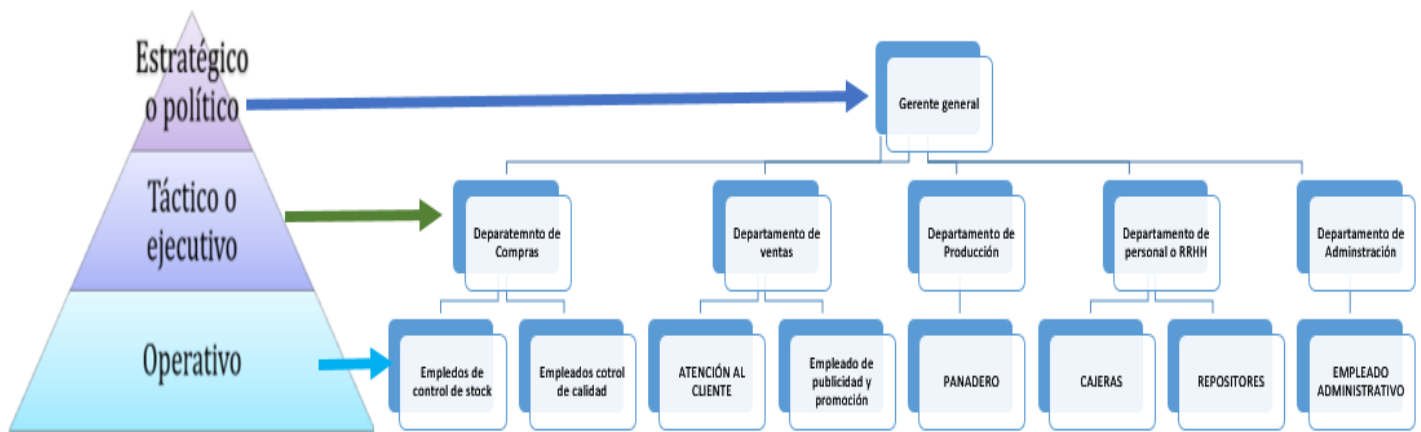 Estratégico
o político
Gerente general
Táctico o
ejecutivo
Deparatemnto de
Compras
Departamento de
ventas
Departamento de
Producción
Departamento de
personal o RRHH
Departamento de
Adminstración
Operativo
Empledos de
control de stock
Empleados cotrol
de calidad
ATENCIÓN AL
CLIENTE
Empleado de
publicidad y
promoción
PANADERO
CAJERAS
REPOSITORES
EMPLEADO
ADMINISTRATIVO